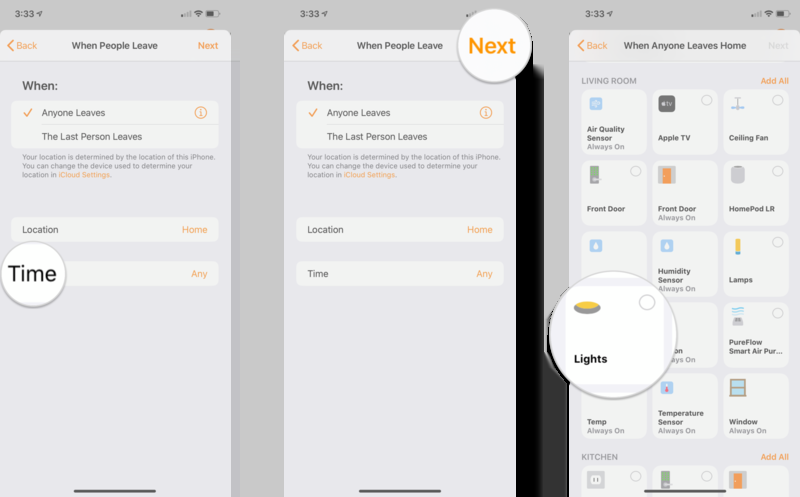 3:33
Back
When People Leave
Next
When:
Anyone Leaves
The Last Person Leaves
Your location is determined by the location of this iPhone.
You can change the device used to determine your
location in iCloud Settings.
Location
Home
Time
Any
3:33
Back
When People Leave
Next
When:
Anyone Leaves
The Last Person Leaves
Your location is determined by the location of this iPhone.
You can change the device used to determine your
location in iCloud Settings.
Location
Home
Time
Any
3:33
Back
When Anyone Leaves Home
Next
LIVING ROOM
Add All
Air Quality
Sensor
Always On
tv
Apple TV
Ceiling Fan
Front Door
Front Door
Always On
HomePod LR
Humidity
Sensor
Always On
Lamps
Lights
PureFlow
Smart Air Pur...
Temp
Always On
Temperature
Sensor
Always On
Window
Always On
KITCHEN
Add All